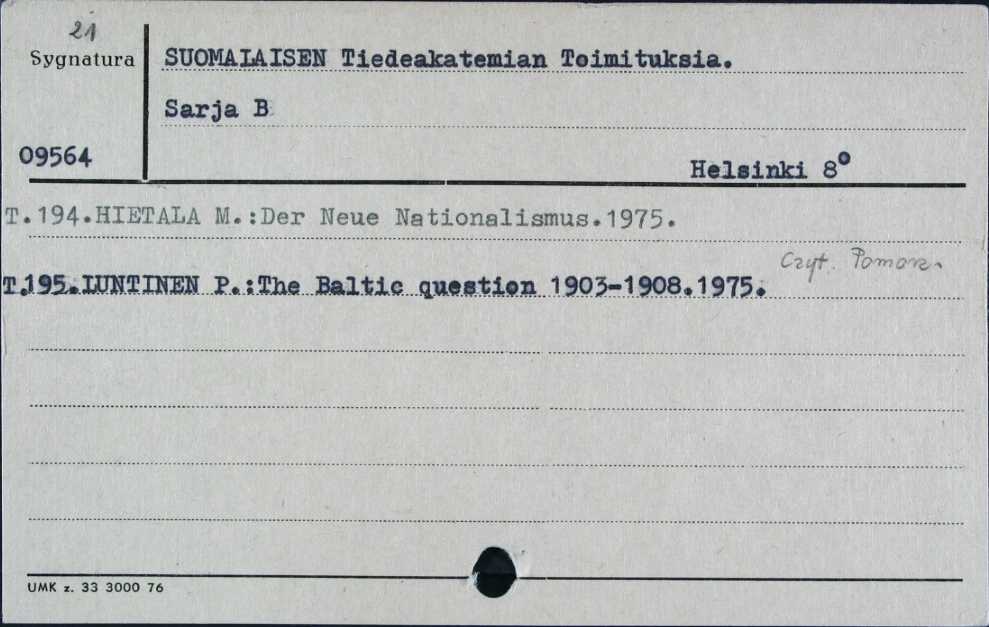 21
Sygnatura
SUOMALAISEN Tiedeakatemian Toimituksia.
Sarja B
09564
Helsinki 8°
T.194.HIETALA M.:Der Neue Nationalismus.1975.
Czyt. Pomorz.
T.195.LUNTINEN P.:The Baltic question 1903-1908.1975.
UMK z. 33 3000 76